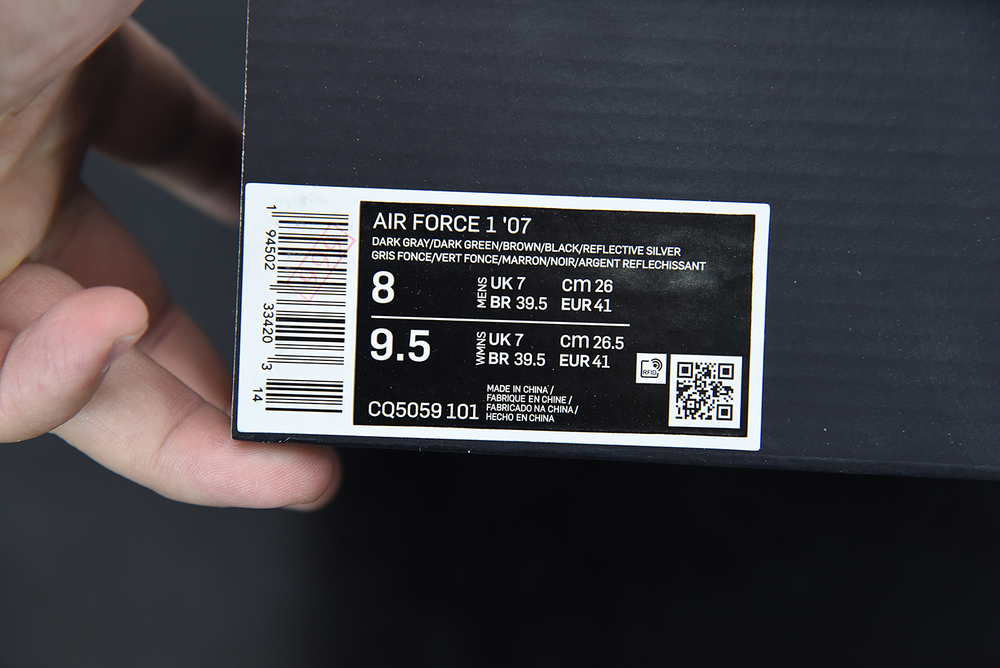 AIR FORCE 1 '07
DARK GRAY/DARK GREEN/BROWN/BLACK/REFLECTIVE SILVER
GRIS FONCE/VERT FONCE/MARRON/NOIR/ARGENT REFLECHISSANT
8 MENS UK 7 cm 26
BR 39.5 EUR 41
9.5 WMNS UK 7 cm 26.5
BR 39.5 EUR 41
MADE IN CHINA /
FABRIQUE EN CHINE /
FABRICADO NA CHINA /
HECHO EN CHINA
CQ5059 101
RFID
1 94502 33420 3 14